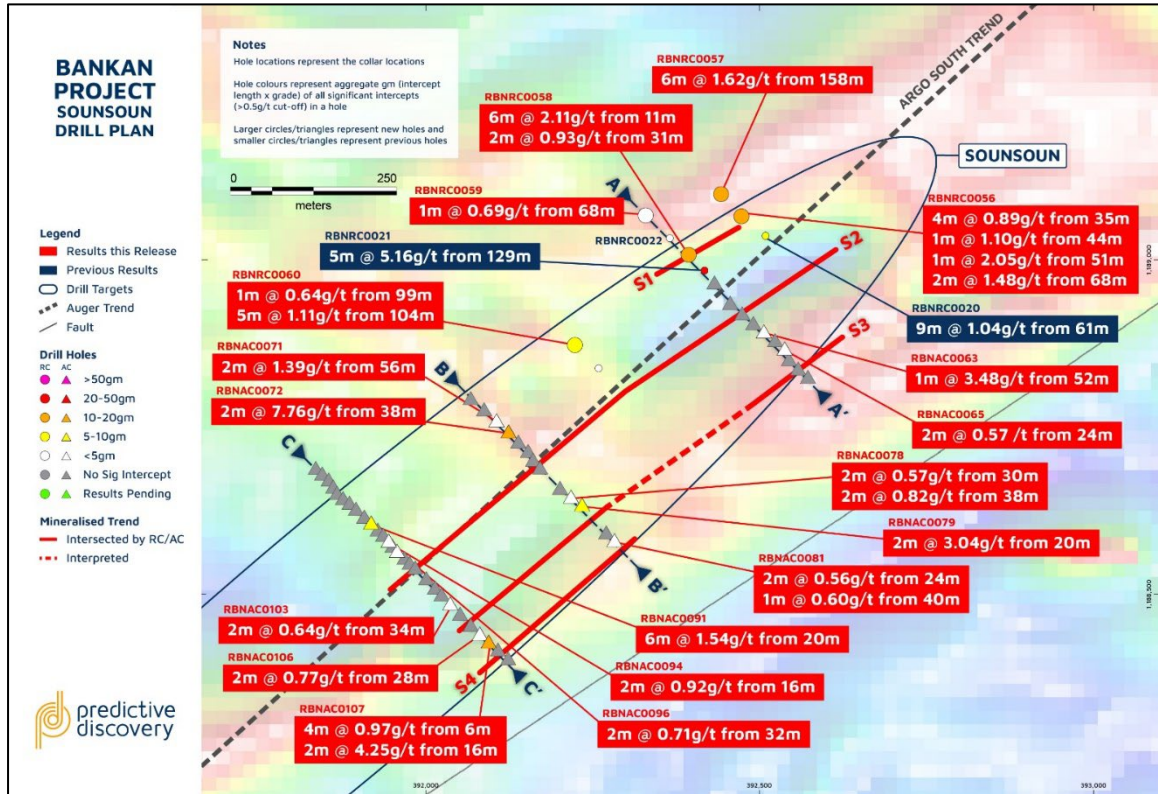 BANKAN
PROJECT
SOUNSOUN
DRILL PLAN
Notes
Hole locations represent the collar locations
Hole colours represent aggregate gm (intercept
length x grade) of all significant intercepts
(>0.5g/t cut-off) in a hole
Larger circles/triangles represent new holes and
smaller circles/triangles represent previous holes
0 250
meters
Legend
Results this Release
Previous Results
Drill Targets
Auger Trend
Fault
Drill Holes
RC AC
>50gm
20-50gm
10-20gm
5-10gm
<5gm
No Sig Intercept
Results Pending
Mineralised Trend
Intersected by RC/AC
Interpreted
predictive
discovery
RBNRC0057
6m @ 1.62g/t from 158m
RBNRC0058
6m @ 2.11g/t from 11m
2m @ 0.93g/t from 31m
ARGO SOUTH TREND
SOUNSOUN
A
RBNRC0059
1m @ 0.69g/t from 68m
RBNRC0056
4m @ 0.89g/t from 35m
1m @ 1.10g/t from 44m
1m @ 2.05g/t from 51m
2m @ 1.48g/t from 68m
RBNRC0021
5m @ 5.16g/t from 129m
RBNRC0022
S1
S2
S3
1,189,000
RBNRC0060
1m @ 0.64g/t from 99m
5m @ 1.11g/t from 104m
RBNRC0020
9m @ 1.04g/t from 61m
RBNAC0071
2m @ 1.39g/t from 56m
RBNAC0063
1m @ 3.48g/t from 52m
B
A'
RBNAC0072
2m @ 7.76g/t from 38m
RBNAC0065
2m @ 0.57 /t from 24m
C
RBNAC0078
2m @ 0.57g/t from 30m
2m @ 0.82g/t from 38m
RBNAC0079
2m @ 3.04g/t from 20m
RBNAC0081
2m @ 0.56g/t from 24m
1m @ 0.60g/t from 40m
B'
1,188,500
RBNAC0103
2m @ 0.64g/t from 34m
RBNAC0091
6m @ 1.54g/t from 20m
RBNAC0106
2m @ 0.77g/t from 28m
RBNAC0094
2m @ 0.92g/t from 16m
S4
C'
RBNAC0107
4m @ 0.97g/t from 6m
2m @ 4.25g/t from 16m
RBNAC0096
2m @ 0.71g/t from 32m
392,000
392,500
393,000